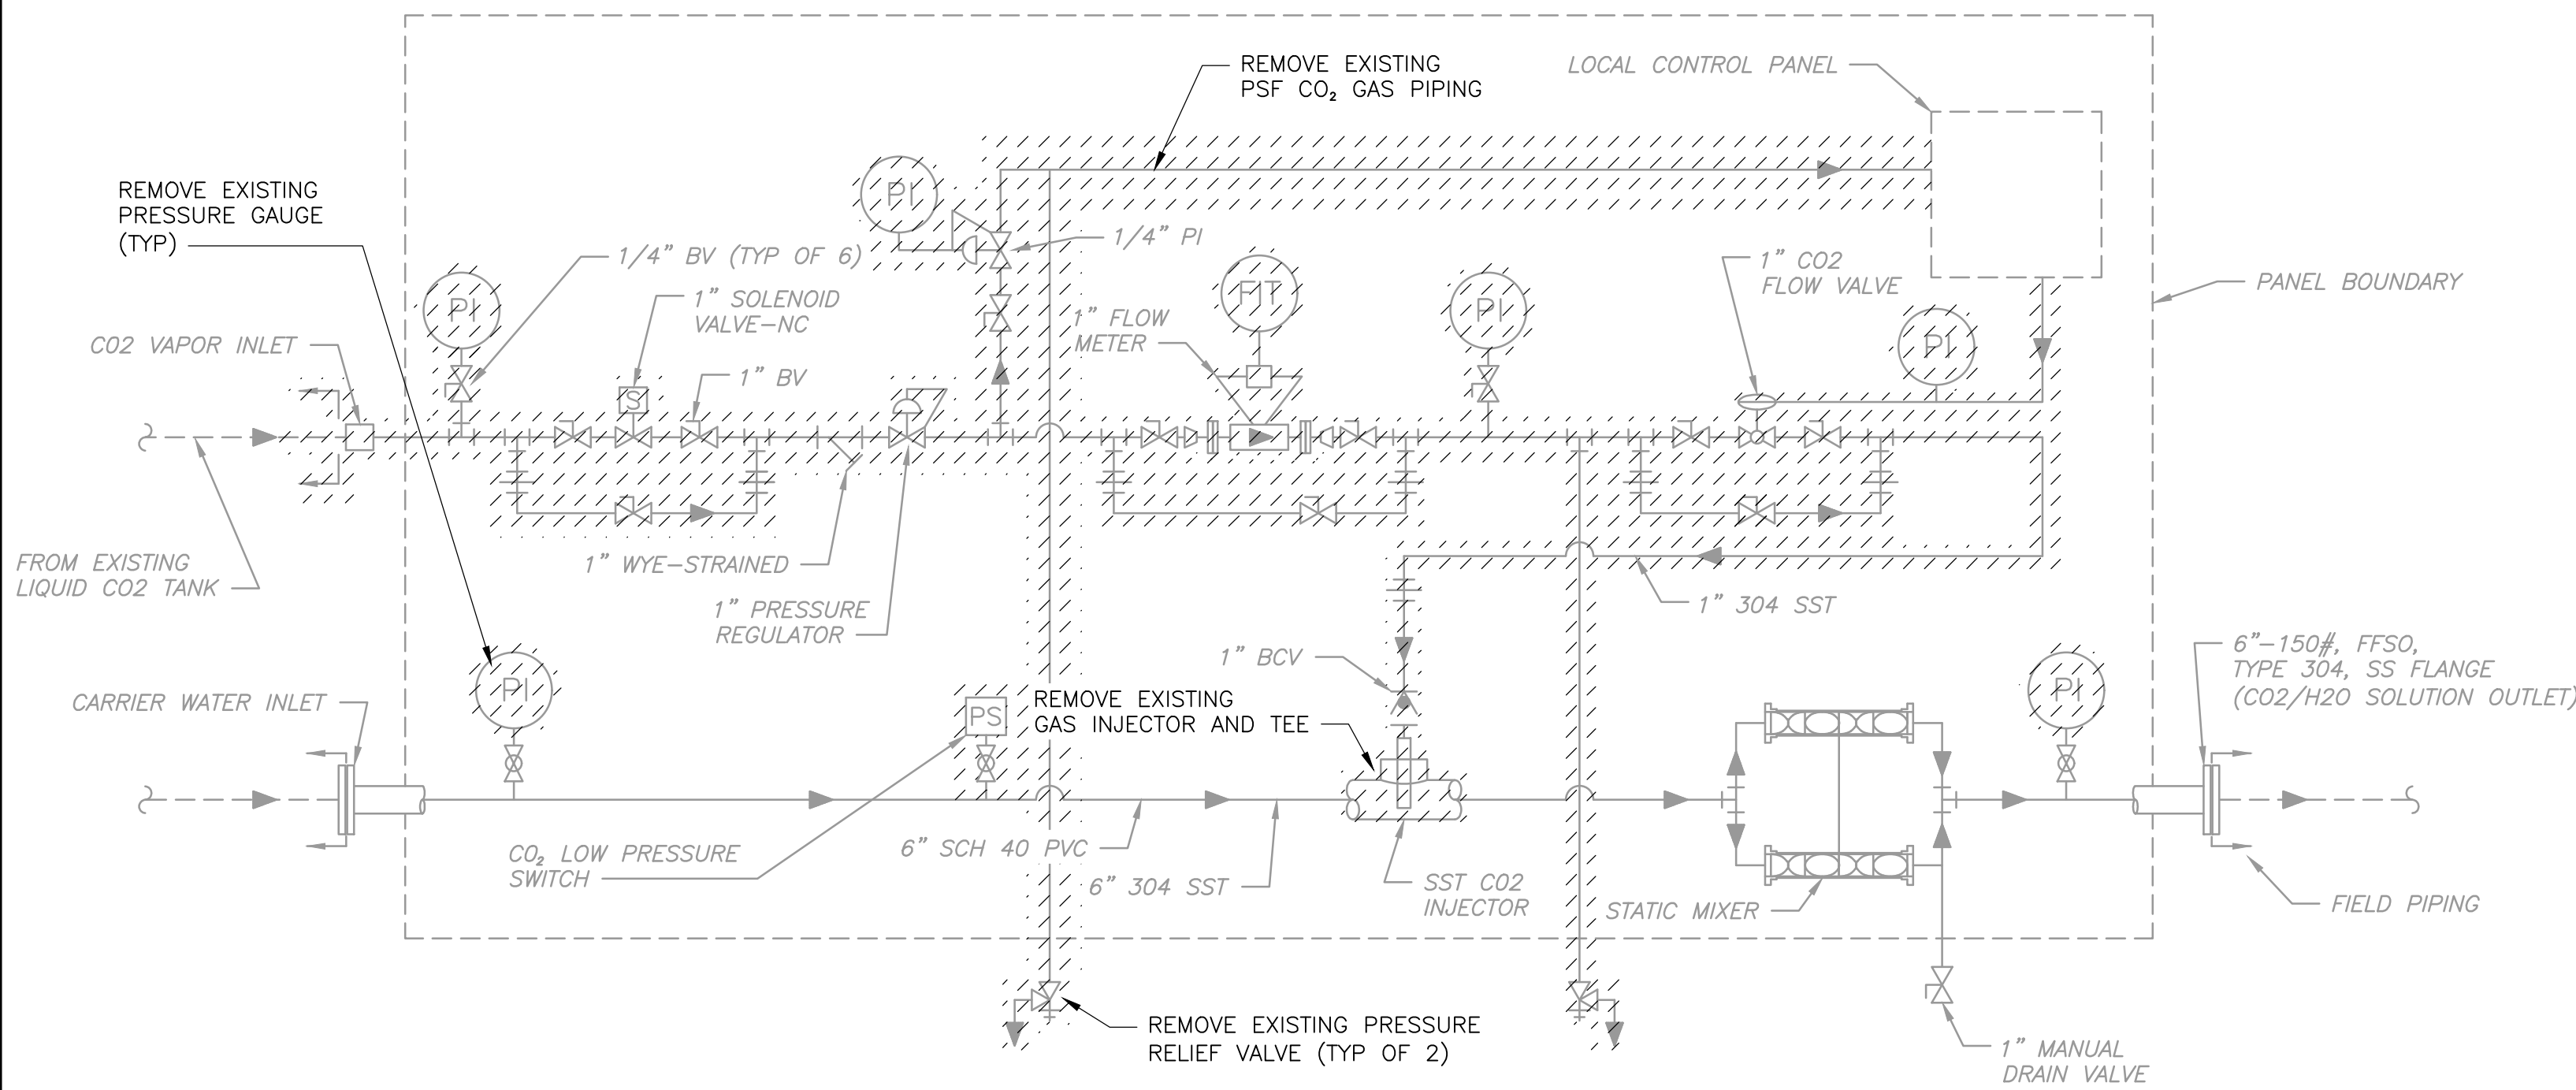 REMOVE EXISTING
PSF CO₂ GAS PIPING
LOCAL CONTROL PANEL
REMOVE EXISTING
PRESSURE GAUGE
(TYP)
PI
1/4" PI
1/4" BV (TYP OF 6)
1" SOLENOID
VALVE-NC
PI
FIT
PI
1" CO2
FLOW VALVE
PI
PANEL BOUNDARY
1" FLOW
METER
CO2 VAPOR INLET
1" BV
S
FROM EXISTING
LIQUID CO2 TANK
1" WYE-STRAINED
1" PRESSURE
REGULATOR
1" 304 SST
1" BCV
6"-150#, FFSO,
TYPE 304, SS FLANGE
(CO2/H2O SOLUTION OUTLET)
CARRIER WATER INLET
PI
PS
REMOVE EXISTING
GAS INJECTOR AND TEE
PI
CO₂ LOW PRESSURE
SWITCH
6" SCH 40 PVC
6" 304 SST
SST CO2
INJECTOR
STATIC MIXER
FIELD PIPING
REMOVE EXISTING PRESSURE
RELIEF VALVE (TYP OF 2)
1" MANUAL
DRAIN VALVE